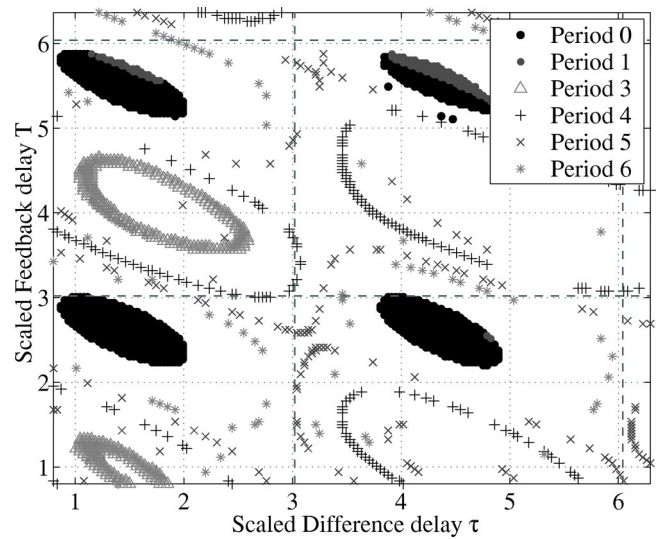 Period 0
Period 1
Period 3
Period 4
Period 5
Period 6
6
5
4
3
2
1
Scaled Feedback delay T
1 2 3 4 5 6
Scaled Difference delay τ